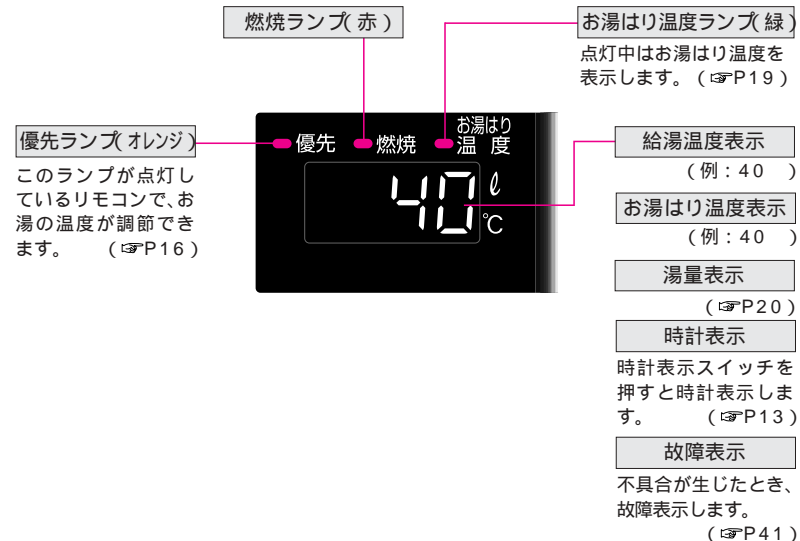 燃焼ランプ(赤)
お湯はり温度ランプ(緑)
点灯中はお湯はり温度を
表示します。(☞P19)
優先ランプ(オレンジ)
このランプが点灯し
ているリモコンで、お
湯の温度が調節でき
ます。 (☞P16)
優先 燃焼 お湯はり
温度
40 ℓ
℃
給湯温度表示
(例:40 )
お湯はり温度表示
(例:40 )
湯量表示
(☞P20)
時計表示
時計表示スイッチを
押すと時計表示しま
す。 (☞P13)
故障表示
不具合が生じたとき、
故障表示します。
(☞P41)